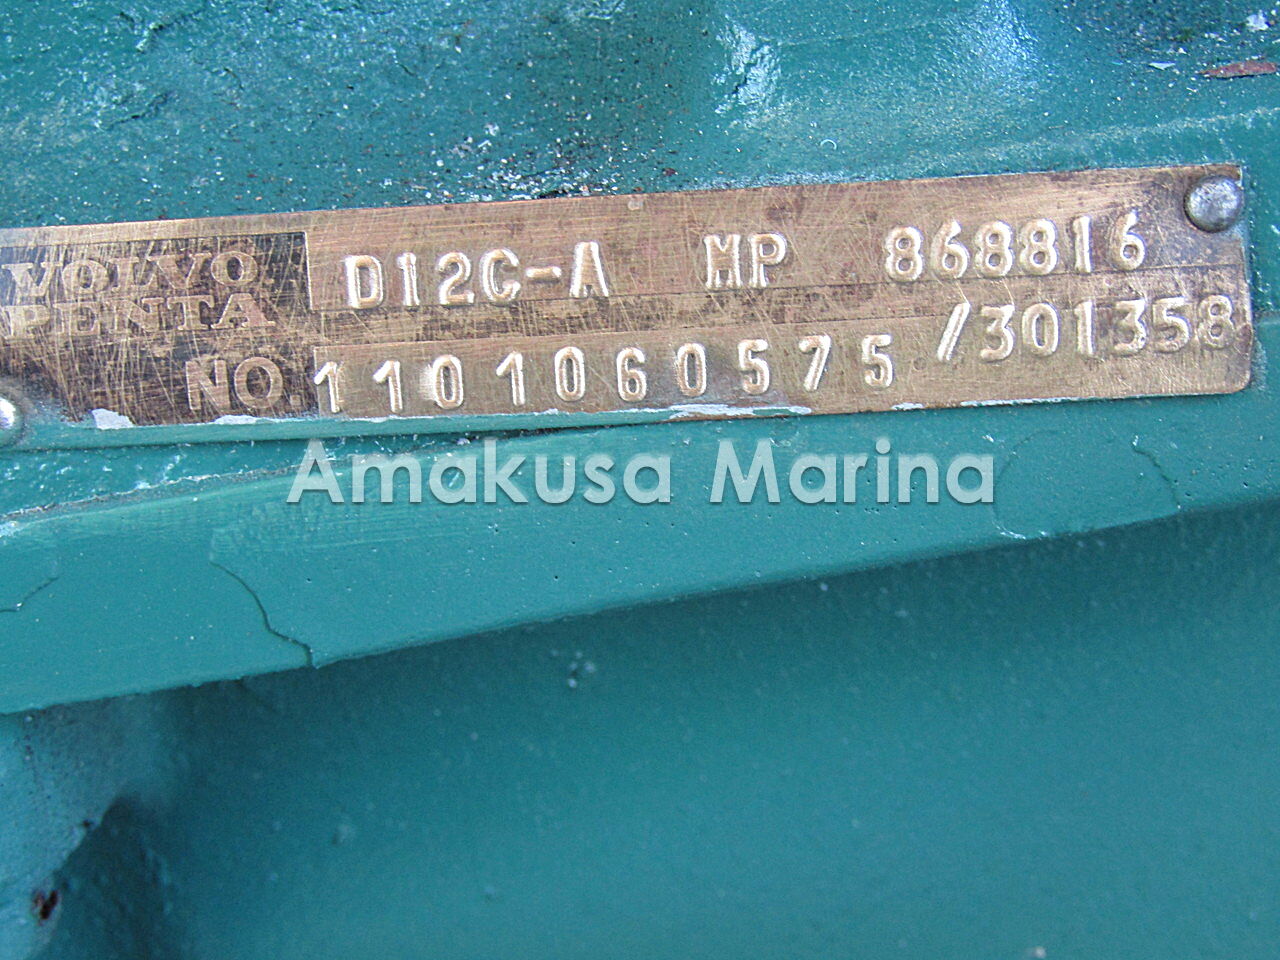 VOLVO PENTA D12C-A MP 868816
NO. 1101060575 /301358
Amakusa Marina